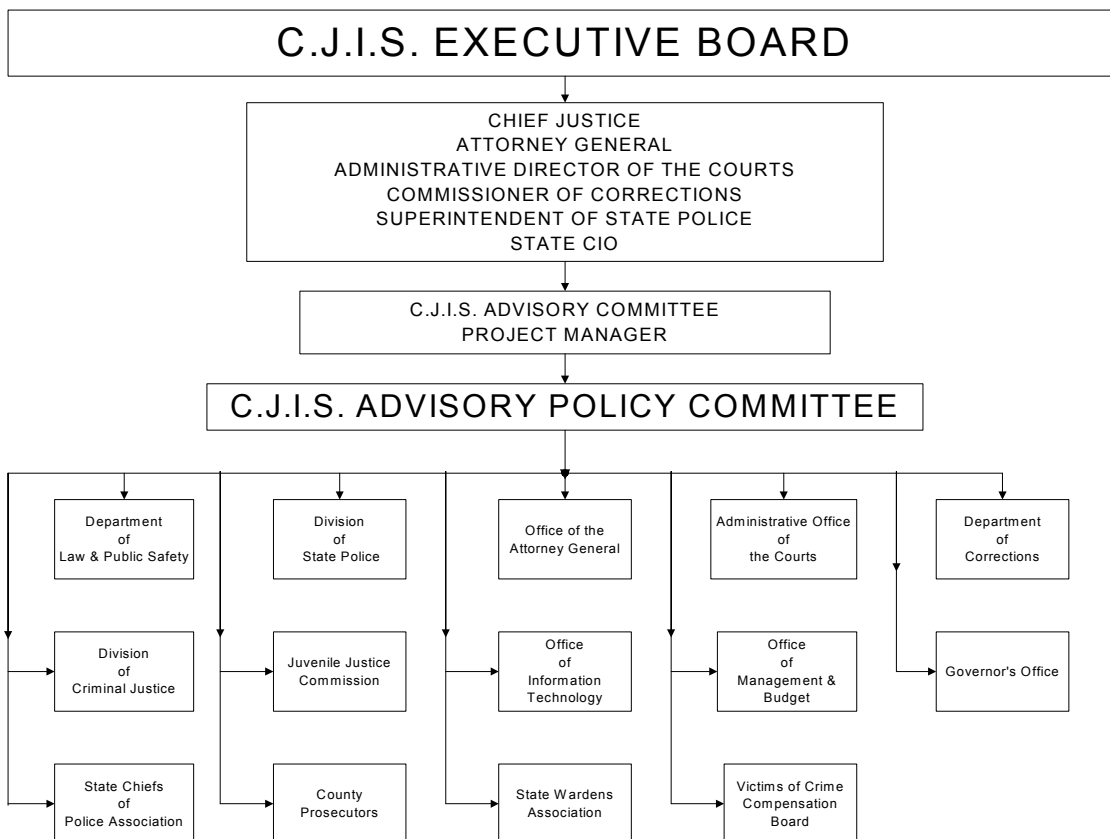 C.J.I.S. EXECUTIVE BOARD
CHIEF JUSTICE
ATTORNEY GENERAL
ADMINISTRATIVE DIRECTOR OF THE COURTS
COMMISSIONER OF CORRECTIONS
SUPERINTENDENT OF STATE POLICE
STATE CIO
C.J.I.S. ADVISORY COMMITTEE
PROJECT MANAGER
C.J.I.S. ADVISORY POLICY COMMITTEE
Department
of
Law & Public Safety
Division
of
State Police
Office of the
Attorney General
Administrative Office
of
the Courts
Department
of
Corrections
Division
of
Criminal Justice
Juvenile Justice
Commission
Office
of
Information
Technology
Office
of
Management &
Budget
Governor's Office
State Chiefs
of
Police Association
County
Prosecutors
State Wardens
Association
Victims of Crime
Compensation
Board